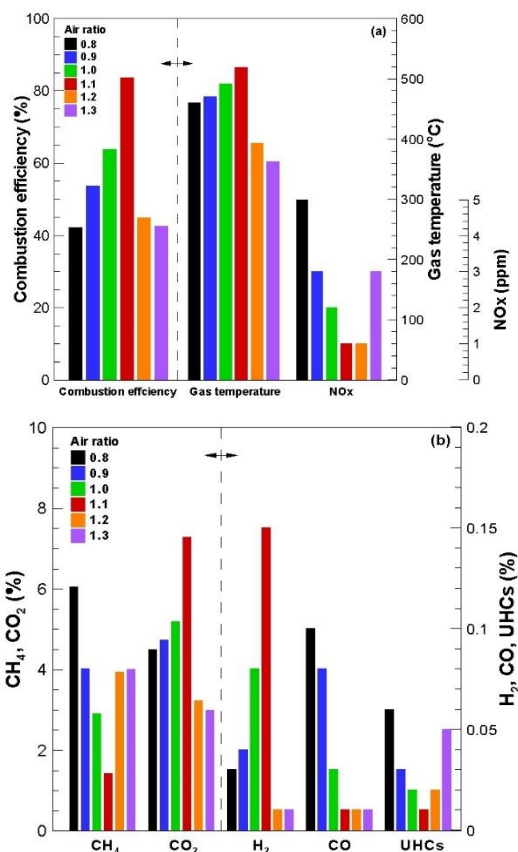 (a)
Air ratio
0.8
0.9
1.0
1.1
1.2
1.3
Combustion efficiency (%)
100
80
60
40
20
0
Gas temperature (°C)
600
500
400
300
200
100
0
NOx (ppm)
5
4
3
2
1
0
Combustion effciency
Gas temperature
NOx
(b)
Air ratio
0.8
0.9
1.0
1.1
1.2
1.3
CH₄, CO₂ (%)
10
8
6
4
2
0
H₂, CO, UHCs (%)
0.2
0.15
0.1
0.05
0
CH₄
CO₂
H₂
CO
UHCs